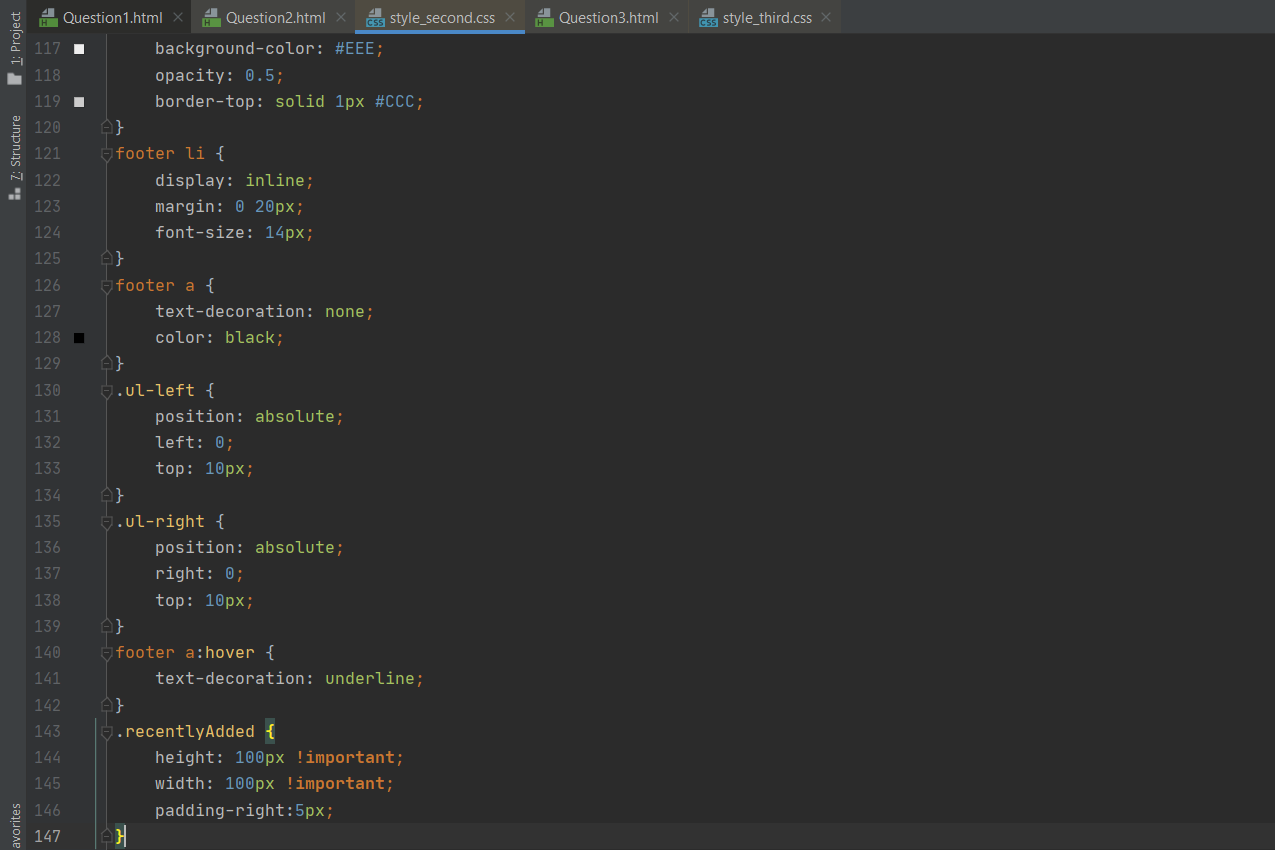 Question1.html Question2.html style_second.css Question3.html style_third.css
1: Project
7: Structure
avorites
117 background-color: #EEE;
118 opacity: 0.5;
119 border-top: solid 1px #CCC;
120 }
121 footer li {
122 display: inline;
123 margin: 0 20px;
124 font-size: 14px;
125 }
126 footer a {
127 text-decoration: none;
128 color: black;
129 }
130 .ul-left {
131 position: absolute;
132 left: 0;
133 top: 10px;
134 }
135 .ul-right {
136 position: absolute;
137 right: 0;
138 top: 10px;
139 }
140 footer a:hover {
141 text-decoration: underline;
142 }
143 .recentlyAdded {
144 height: 100px !important;
145 width: 100px !important;
146 padding-right:5px;
147 }